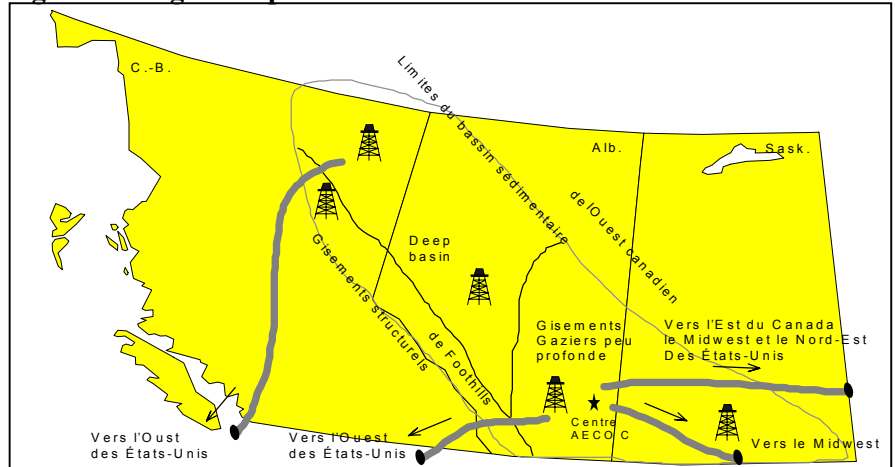 C.-B.
Limites du bassin sédimentaire
de l'Ouest canadien
Alb.
Sask.
Deep
basin
Gisements structurels
de Foothills
Gisements
Gaziers peu
profonde
Vers l'Est du Canada
le Midwest et le Nord-Est
Des États-Unis
Centre
AECO C
Vers l'Oust
des États-Unis
Vers l'Ouest
des États-Unis
Vers le Midwest